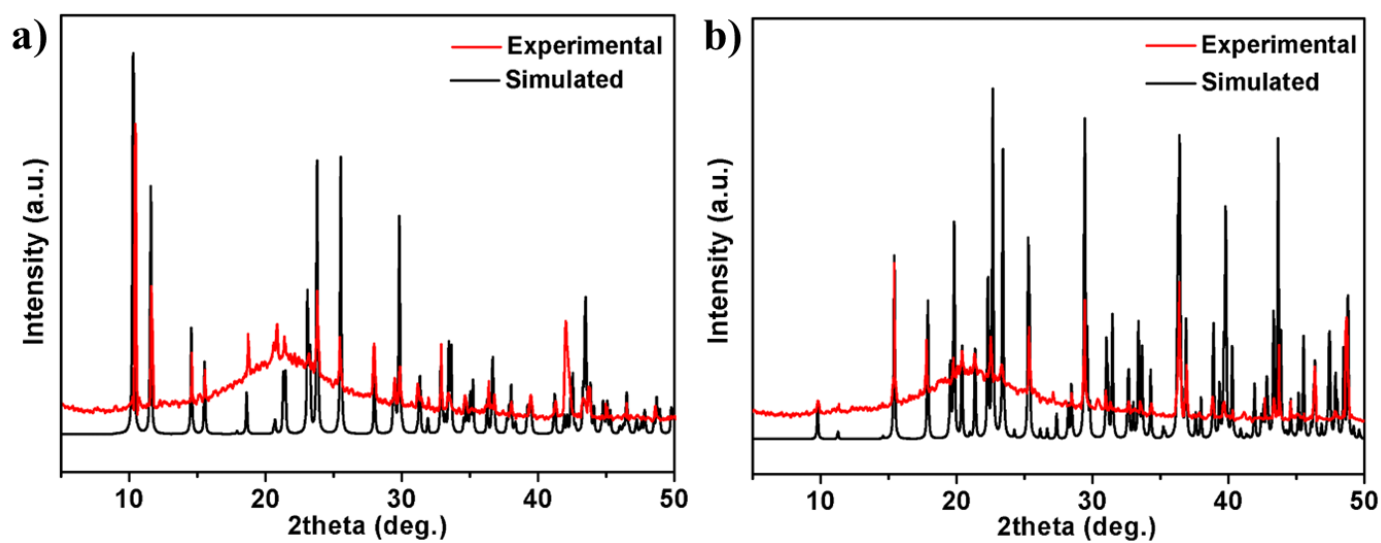 a)
Experimental
Simulated
Intensity (a.u.)
10 20 30 40 50
2theta (deg.)
b)
Experimental
Simulated
Intensity (a.u.)
10 20 30 40 50
2theta (deg.)